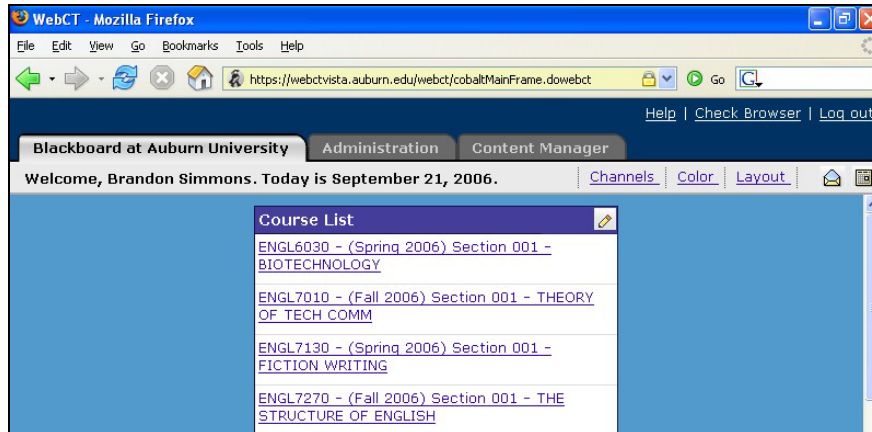 WebCT - Mozilla Firefox
File Edit View Go Bookmarks Tools Help
https://webctvista.auburn.edu/webct/cobaltMainFrame.dowebct Go G
Help | Check Browser | Log out
Blackboard at Auburn University Administration Content Manager
Welcome, Brandon Simmons. Today is September 21, 2006. Channels Color Layout
Course List
ENGL6030 - (Spring 2006) Section 001 -
BIOTECHNOLOGY
ENGL7010 - (Fall 2006) Section 001 - THEORY
OF TECH COMM
ENGL7130 - (Spring 2006) Section 001 -
FICTION WRITING
ENGL7270 - (Fall 2006) Section 001 - THE
STRUCTURE OF ENGLISH